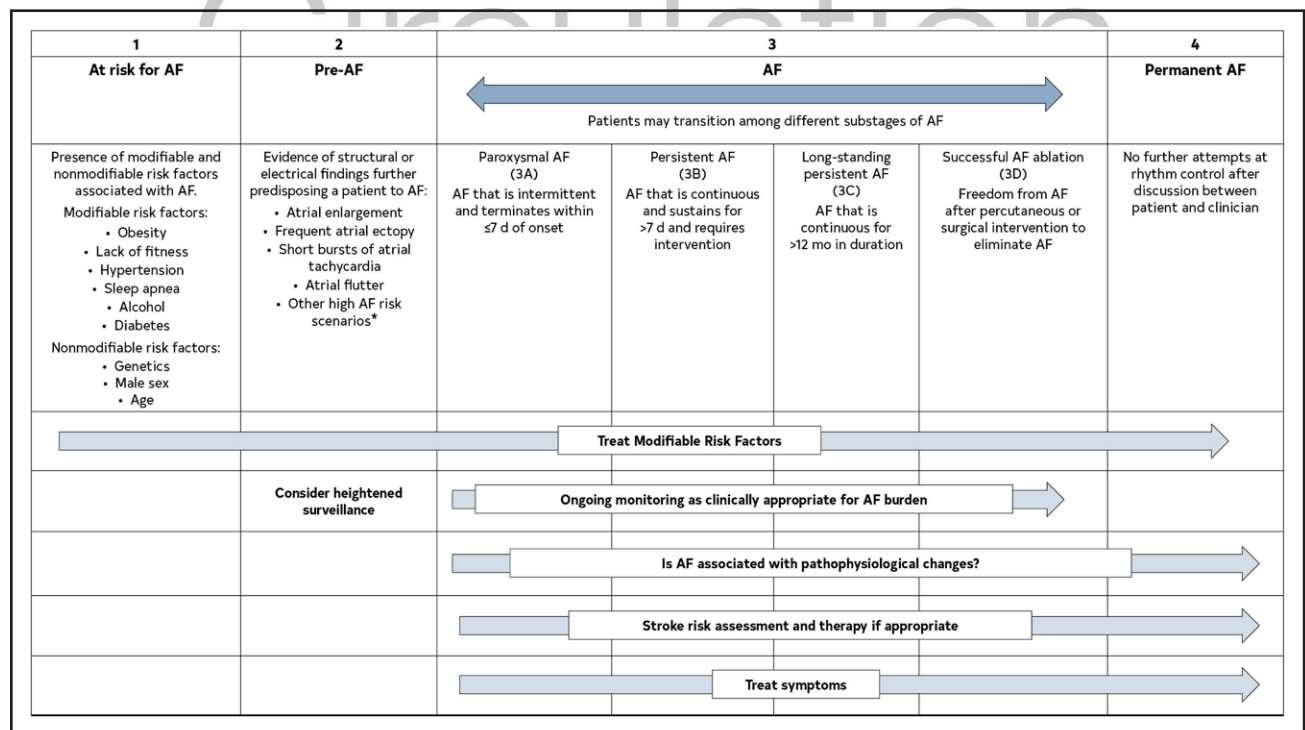 Circulation
1
2
3
4
At risk for AF
Pre-AF
AF
Permanent AF
Patients may transition among different substages of AF
Presence of modifiable and
nonmodifiable risk factors
associated with AF.
Modifiable risk factors:
• Obesity
• Lack of fitness
• Hypertension
• Sleep apnea
• Alcohol
• Diabetes
Nonmodifiable risk factors:
• Genetics
• Male sex
• Age
Evidence of structural or
electrical findings further
predisposing a patient to AF:
• Atrial enlargement
• Frequent atrial ectopy
• Short bursts of atrial
tachycardia
• Atrial flutter
• Other high AF risk
scenarios*
Paroxysmal AF
(3A)
AF that is intermittent
and terminates within
≤7 d of onset
Persistent AF
(3B)
AF that is continuous
and sustains for
>7 d and requires
intervention
Long-standing
persistent AF
(3C)
AF that is
continuous for
>12 mo in duration
Successful AF ablation
(3D)
Freedom from AF
after percutaneous or
surgical intervention to
eliminate AF
No further attempts at
rhythm control after
discussion between
patient and clinician
Treat Modifiable Risk Factors
Consider heightened
surveillance
Ongoing monitoring as clinically appropriate for AF burden
Is AF associated with pathophysiological changes?
Stroke risk assessment and therapy if appropriate
Treat symptoms